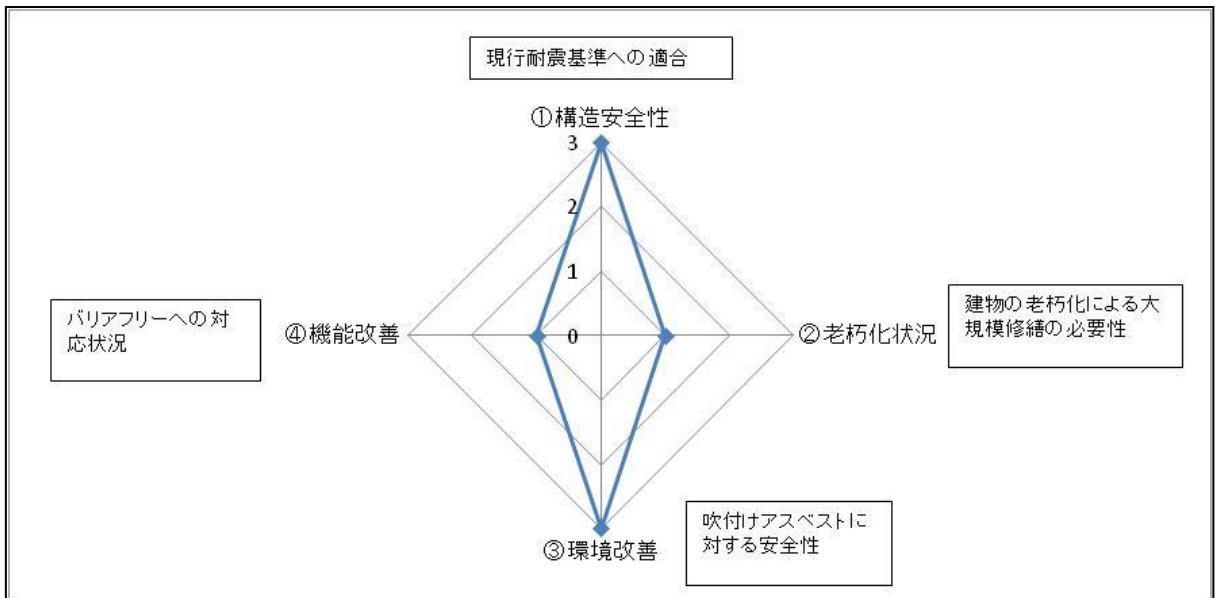 現行耐震基準への適合
①構造安全性
3
2
1
0
バリアフリーへの対
応状況
④機能改善
②老朽化状況
建物の老朽化による大
規模修繕の必要性
③環境改善
吹付けアスベストに
対する安全性